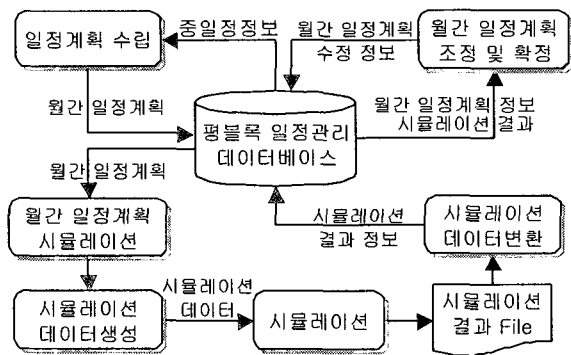 일정계획 수립
중일정정보
월간 일정계획
수정 정보
월간 일정계획
조정 및 확정
월간 일정계획
평블록 일정관리
데이터베이스
월간 일정계획 정보
시뮬레이션 결과
월간 일정계획
월간 일정계획
시뮬레이션
시뮬레이션
결과 정보
시뮬레이션
데이터변환
시뮬레이션
데이터생성
시뮬레이션
데이터
시뮬레이션
시뮬레이션
결과 File